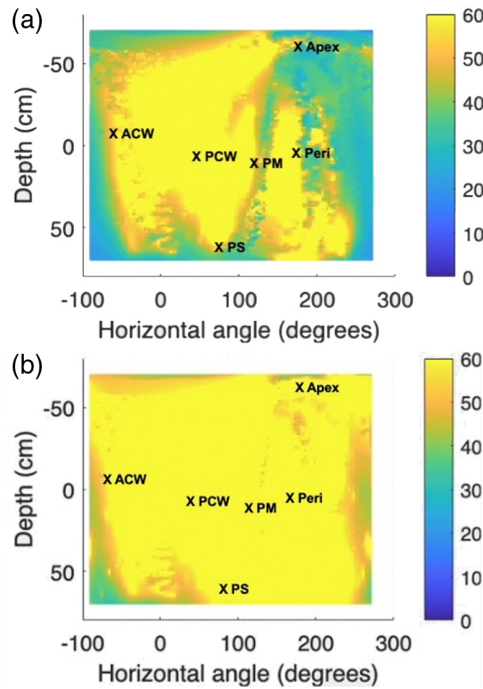 (a)
60
-50
X Apex
50
40
X ACW
0
X PCW
X PM
X Peri
30
20
50
X PS
10
0
-100
0
100
200
300
Depth (cm)
Horizontal angle (degrees)
(b)
60
-50
X Apex
50
40
X ACW
0
X PCW
X PM
X Peri
30
20
50
X PS
10
0
-100
0
100
200
300
Depth (cm)
Horizontal angle (degrees)